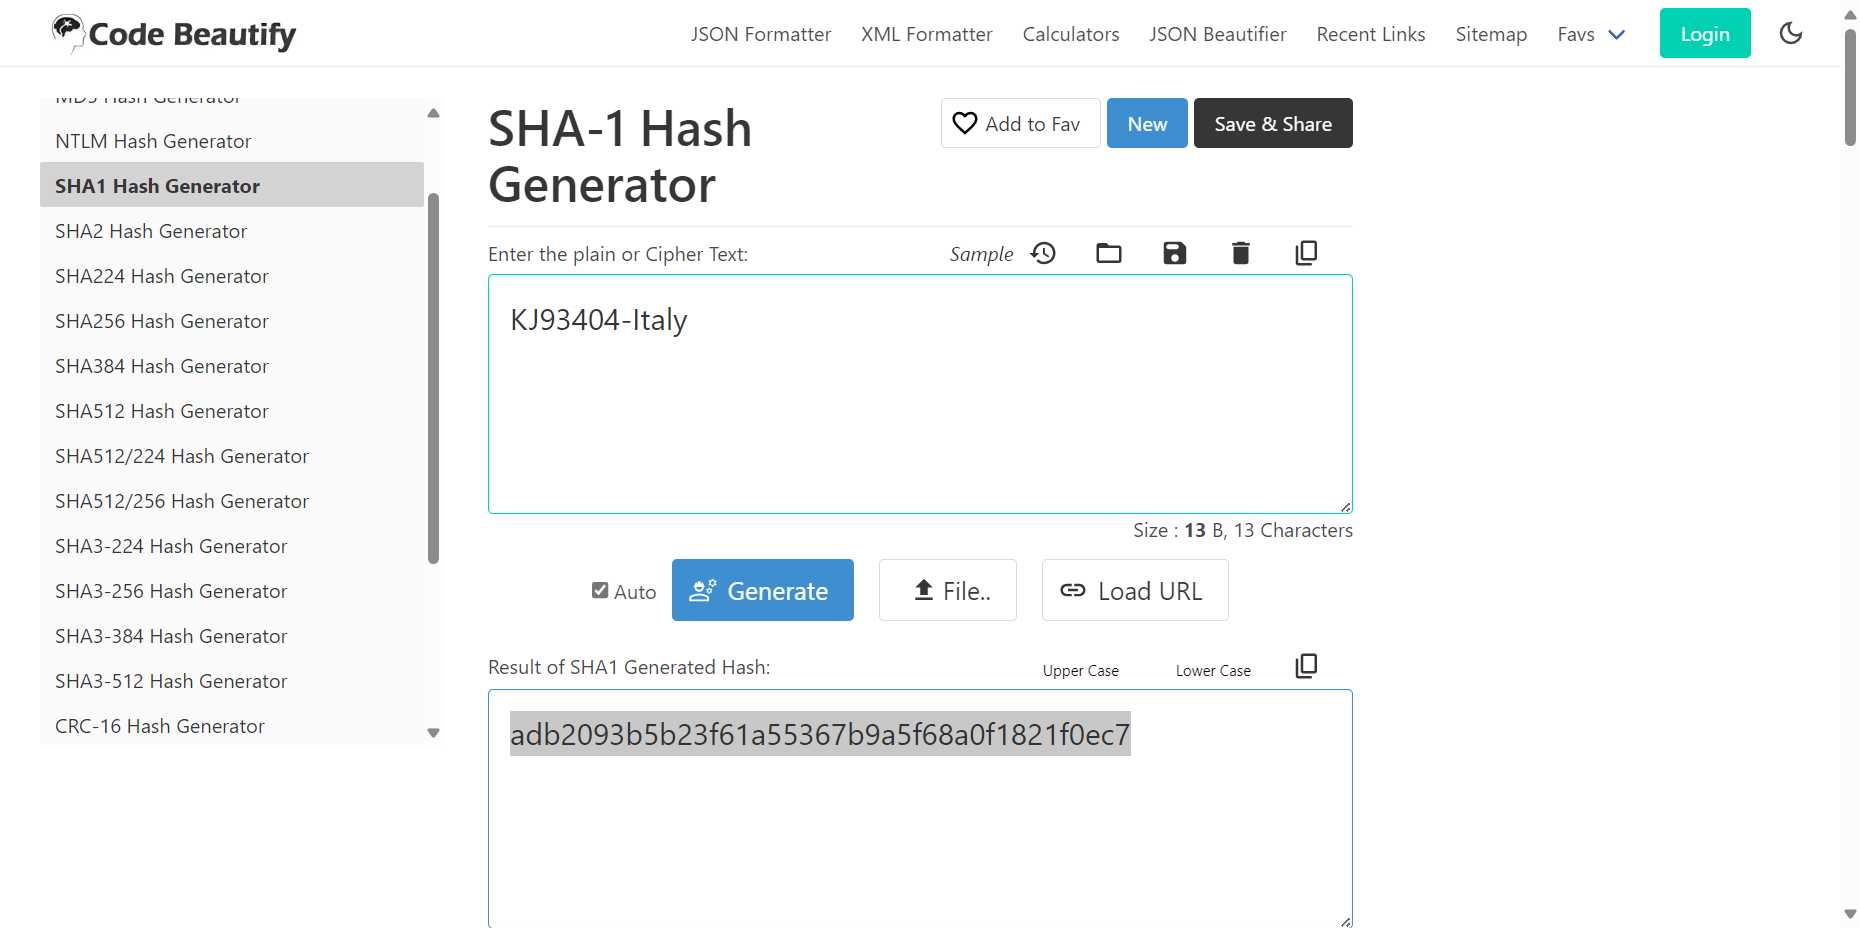 Code Beautify
JSON Formatter
XML Formatter
Calculators
JSON Beautifier
Recent Links
Sitemap
Favs
Login
MD5 Hash Generator
NTLM Hash Generator
SHA1 Hash Generator
SHA2 Hash Generator
SHA224 Hash Generator
SHA256 Hash Generator
SHA384 Hash Generator
SHA512 Hash Generator
SHA512/224 Hash Generator
SHA512/256 Hash Generator
SHA3-224 Hash Generator
SHA3-256 Hash Generator
SHA3-384 Hash Generator
SHA3-512 Hash Generator
CRC-16 Hash Generator
SHA-1 Hash
Generator
Add to Fav
New
Save & Share
Enter the plain or Cipher Text:
Sample
KJ93404-Italy
Size : 13 B, 13 Characters
Auto
Generate
File..
Load URL
Result of SHA1 Generated Hash:
Upper Case
Lower Case
adb2093b5b23f61a55367b9a5f68a0f1821f0ec7